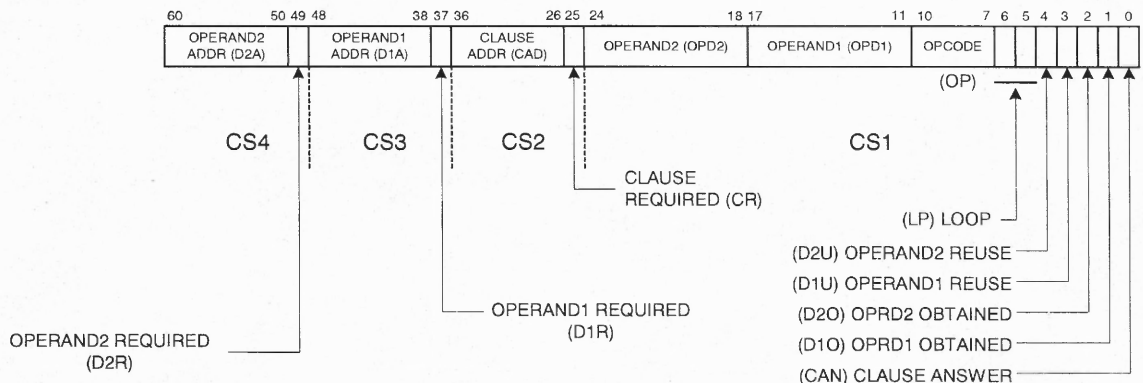 60 50 49 48 38 37 36 26 25 24 18 17 11 10 7 6 5 4 3 2 1 0
OPERAND2 ADDR (D2A)
OPERAND1 ADDR (D1A)
CLAUSE ADDR (CAD)
OPERAND2 (OPD2)
OPERAND1 (OPD1)
OPCODE
(OP)
CS4
CS3
CS2
CS1
CLAUSE
REQUIRED (CR)
(LP) LOOP
(D2U) OPERAND2 REUSE
(D1U) OPERAND1 REUSE
OPERAND1 REQUIRED
(D1R)
(D2O) OPRD2 OBTAINED
OPERAND2 REQUIRED
(D2R)
(D1O) OPRD1 OBTAINED
(CAN) CLAUSE ANSWER